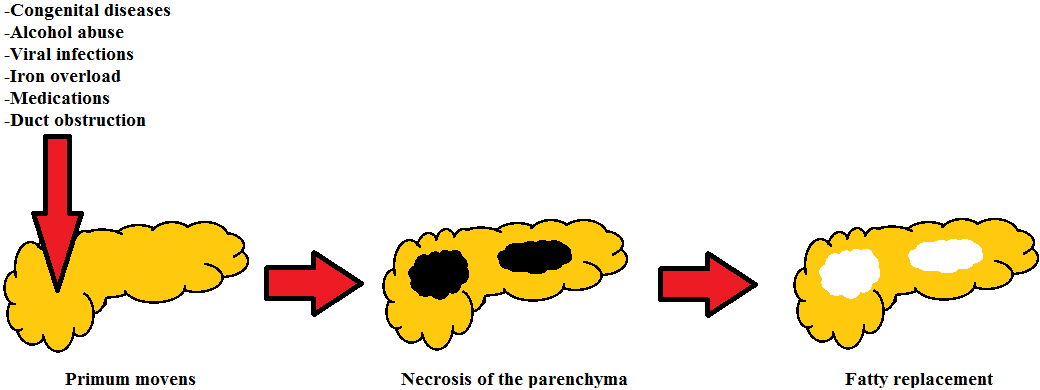 -Congenital diseases
-Alcohol abuse
-Viral infections
-Iron overload
-Medications
-Duct obstruction
Primum movens
Necrosis of the parenchyma
Fatty replacement